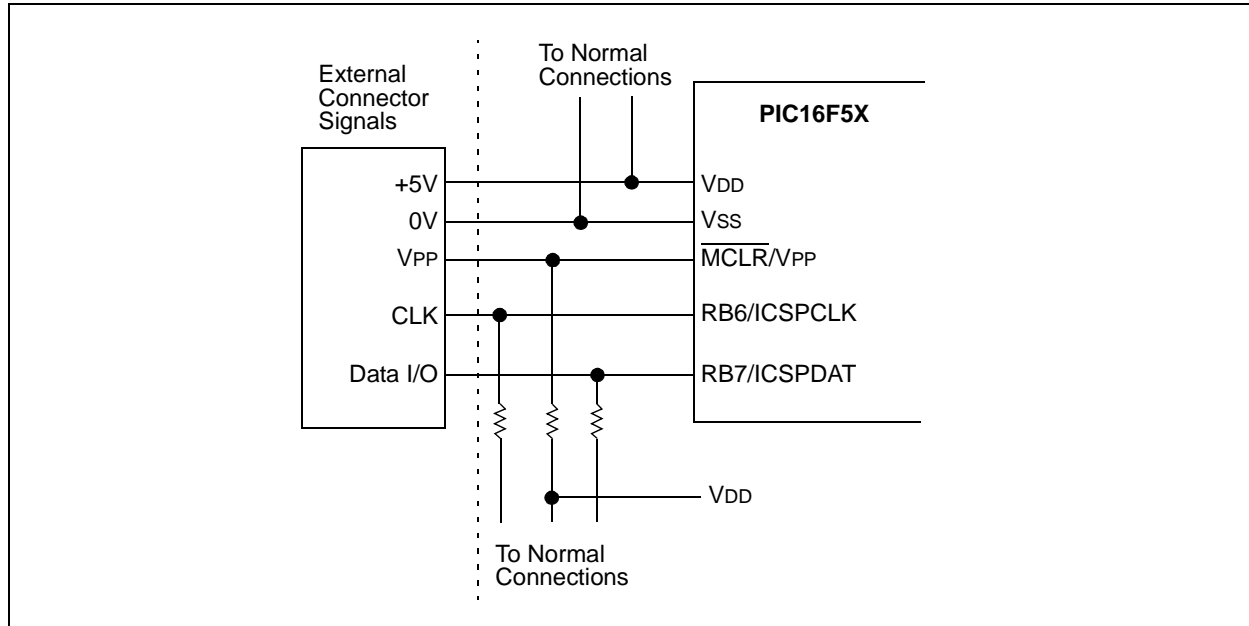 To Normal
Connections
External
Connector
Signals
PIC16F5X
+5V
VDD
0V
VSS
VPP
MCLR/VPP
CLK
RB6/ICSPCLK
Data I/O
RB7/ICSPDAT
VDD
To Normal
Connections